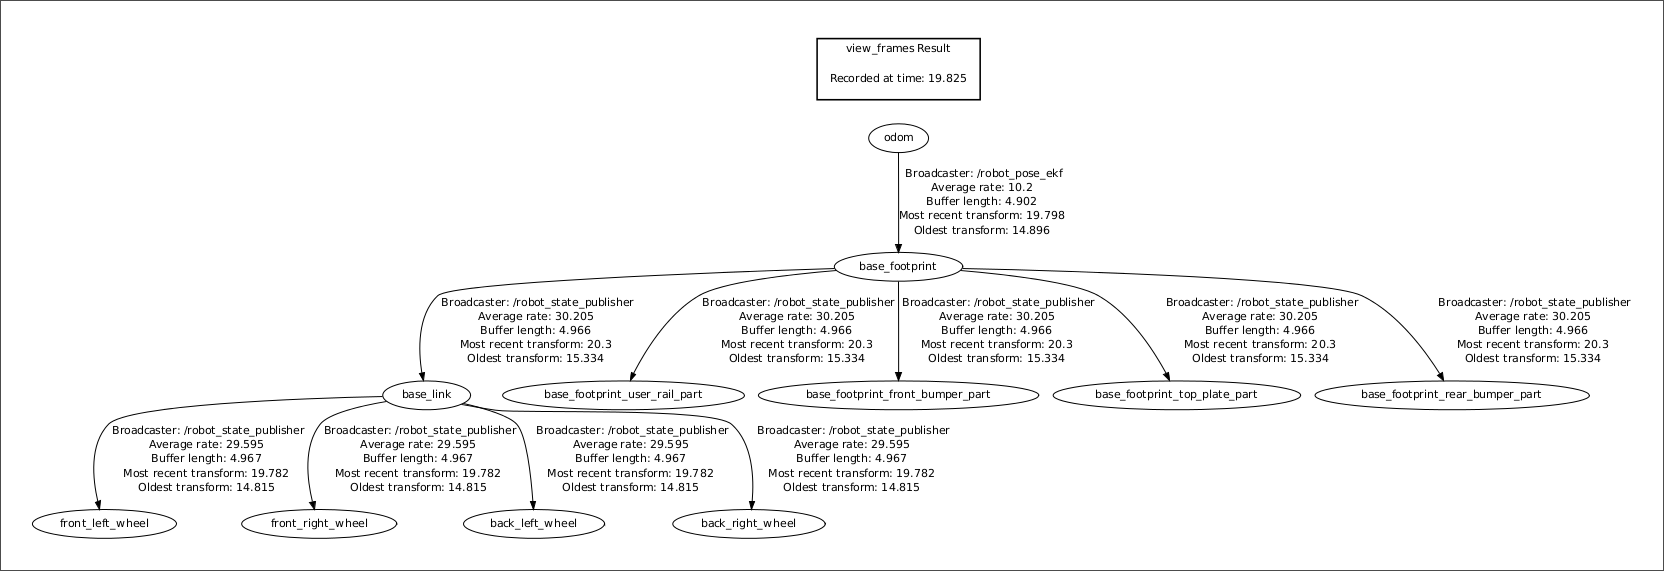 view_frames Result
Recorded at time: 19.825
odom
Broadcaster: /robot_pose_ekf
Average rate: 10.2
Buffer length: 4.902
Most recent transform: 19.798
Oldest transform: 14.896
base_footprint
Broadcaster: /robot_state_publisher
Average rate: 30.205
Buffer length: 4.966
Most recent transform: 20.3
Oldest transform: 15.334
Broadcaster: /robot_state_publisher
Average rate: 30.205
Buffer length: 4.966
Most recent transform: 20.3
Oldest transform: 15.334
Broadcaster: /robot_state_publisher
Average rate: 30.205
Buffer length: 4.966
Most recent transform: 20.3
Oldest transform: 15.334
Broadcaster: /robot_state_publisher
Average rate: 30.205
Buffer length: 4.966
Most recent transform: 20.3
Oldest transform: 15.334
Broadcaster: /robot_state_publisher
Average rate: 30.205
Buffer length: 4.966
Most recent transform: 20.3
Oldest transform: 15.334
base_link
base_footprint_user_rail_part
base_footprint_front_bumper_part
base_footprint_top_plate_part
base_footprint_rear_bumper_part
Broadcaster: /robot_state_publisher
Average rate: 29.595
Buffer length: 4.967
Most recent transform: 19.782
Oldest transform: 14.815
Broadcaster: /robot_state_publisher
Average rate: 29.595
Buffer length: 4.967
Most recent transform: 19.782
Oldest transform: 14.815
Broadcaster: /robot_state_publisher
Average rate: 29.595
Buffer length: 4.967
Most recent transform: 19.782
Oldest transform: 14.815
Broadcaster: /robot_state_publisher
Average rate: 29.595
Buffer length: 4.967
Most recent transform: 19.782
Oldest transform: 14.815
front_left_wheel
front_right_wheel
back_left_wheel
back_right_wheel